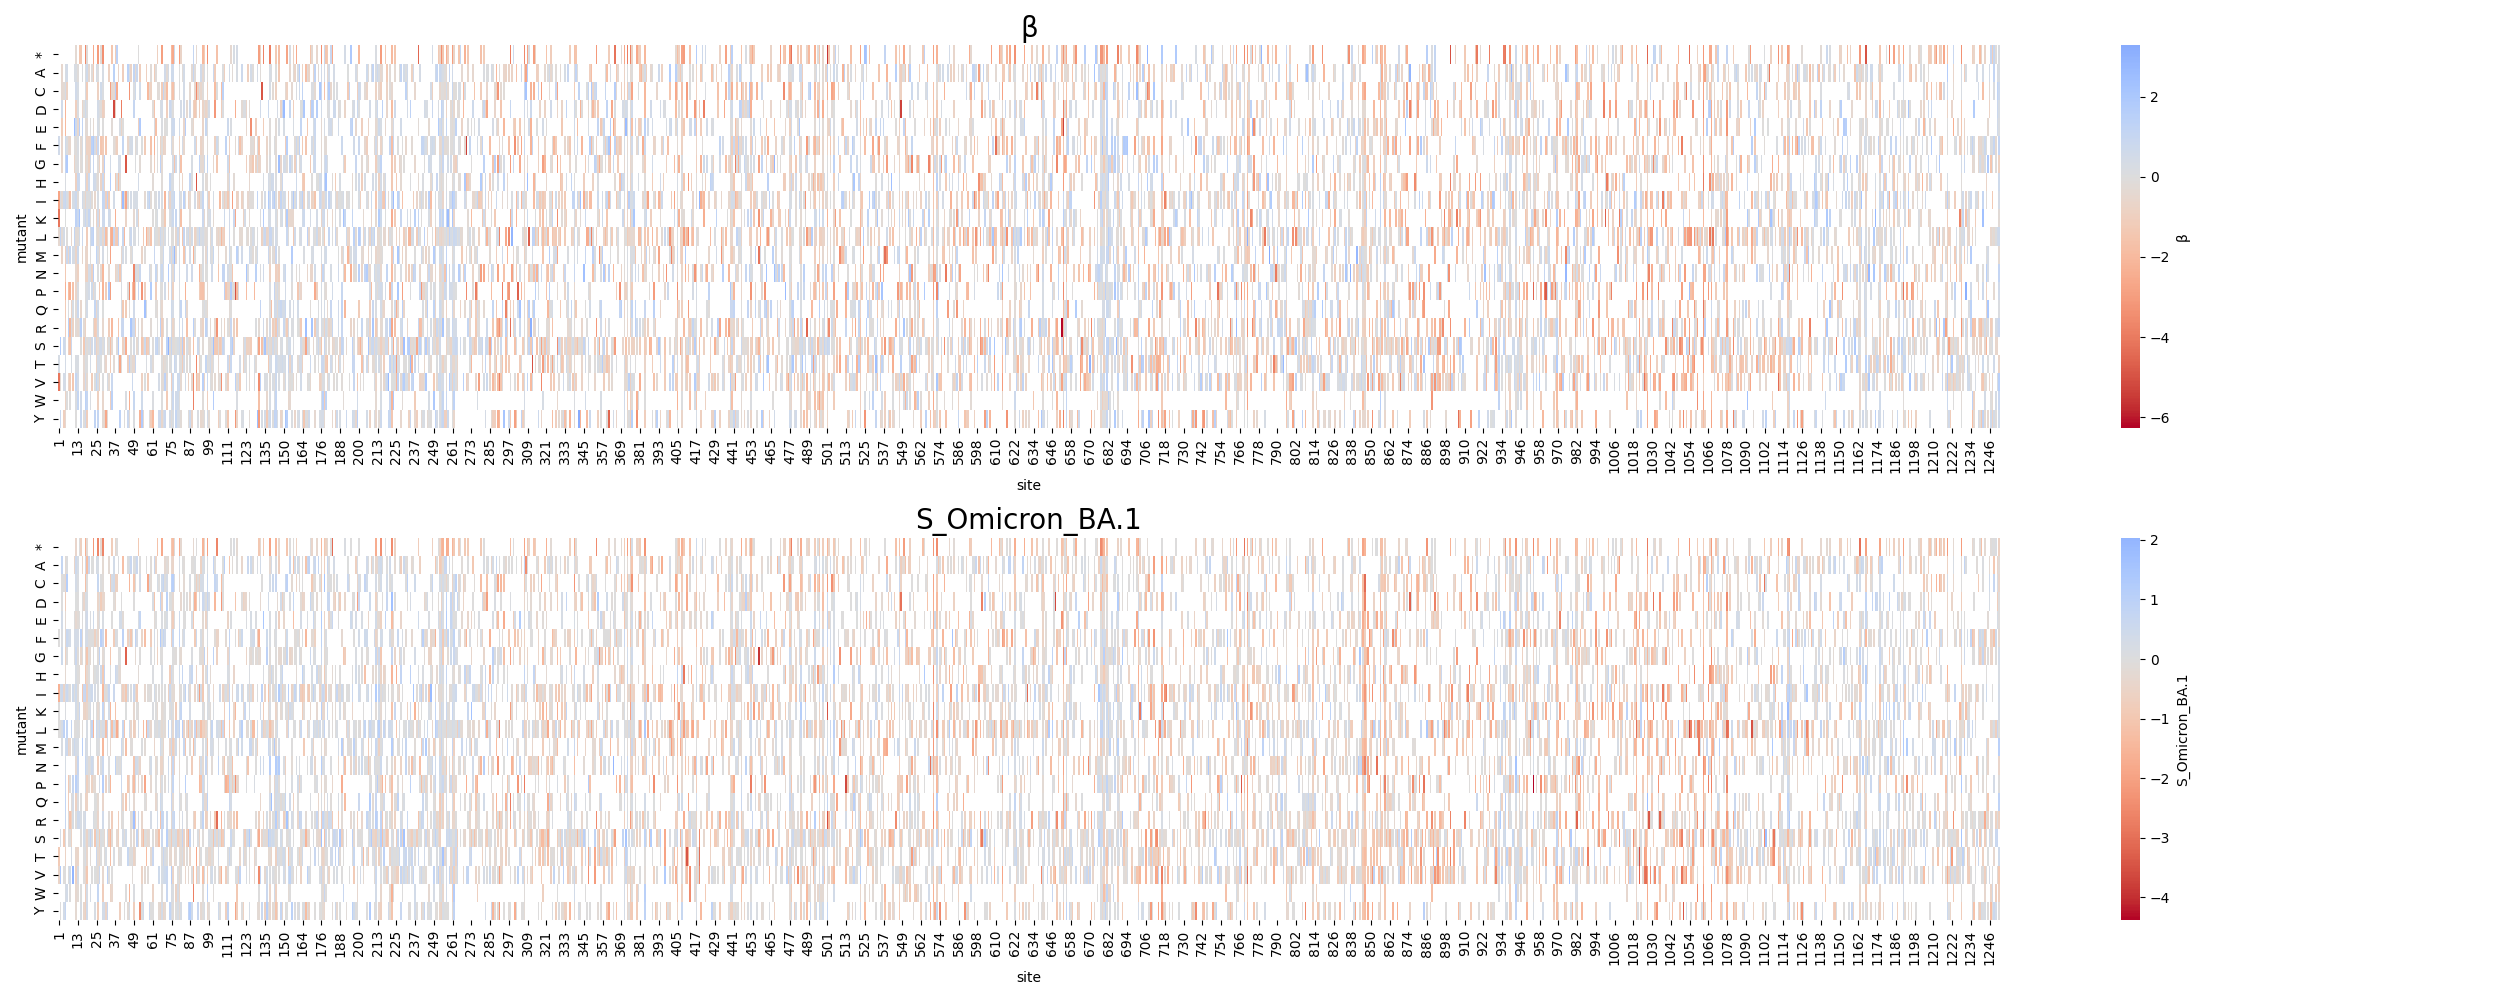 β
mutant
* A C D E F G H I K L M N P Q R S T V W Y
1 13 25 37 49 61 75 87 99 111 123 135 150 164 176 188 200 213 225 237 249 261 273 285 297 309 321 333 345 357 369 381 393 405 417 429 441 453 465 477 489 501 513 525 537 549 562 574 586 598 610 622 634 646 658 670 682 694 706 718 730 742 754 766 778 790 802 814 826 838 850 862 874 886 898 910 922 934 946 958 970 982 994 1006 1018 1030 1042 1054 1066 1078 1090 1102 1114 1126 1138 1150 1162 1174 1186 1198 1210 1222 1234 1246
site
2
0
−2
−4
−6
β
S_Omicron_BA.1
mutant
* A C D E F G H I K L M N P Q R S T V W Y
1 13 25 37 49 61 75 87 99 111 123 135 150 164 176 188 200 213 225 237 249 261 273 285 297 309 321 333 345 357 369 381 393 405 417 429 441 453 465 477 489 501 513 525 537 549 562 574 586 598 610 622 634 646 658 670 682 694 706 718 730 742 754 766 778 790 802 814 826 838 850 862 874 886 898 910 922 934 946 958 970 982 994 1006 1018 1030 1042 1054 1066 1078 1090 1102 1114 1126 1138 1150 1162 1174 1186 1198 1210 1222 1234 1246
site
2
1
0
−1
−2
−3
−4
S_Omicron_BA.1